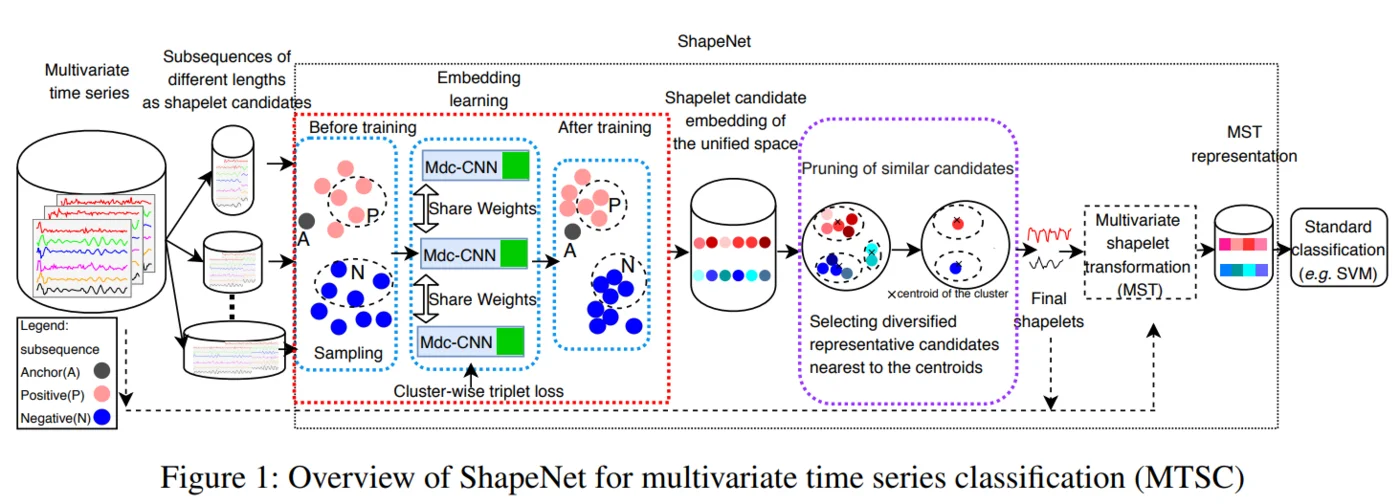 ShapeNet
Multivariate
time series
Subsequences of
different lengths
as shapelet candidates
Embedding
learning
Before training
After training
Mdc-CNN
Share Weights
Mdc-CNN
Share Weights
Mdc-CNN
P
A
N
Sampling
Cluster-wise triplet loss
P
A
N
Shapelet candidate
embedding of
the unified space
Pruning of similar candidates
×centroid of the cluster
Selecting diversified
representative candidates
nearest to the centroids
Final
shapelets
Multivariate
shapelet
transformation
(MST)
MST
representation
Standard
classification
(e.g. SVM)
Legend:
subsequence
Anchor(A)
Positive(P)
Negative(N)
Figure 1: Overview of ShapeNet for multivariate time series classification (MTSC)